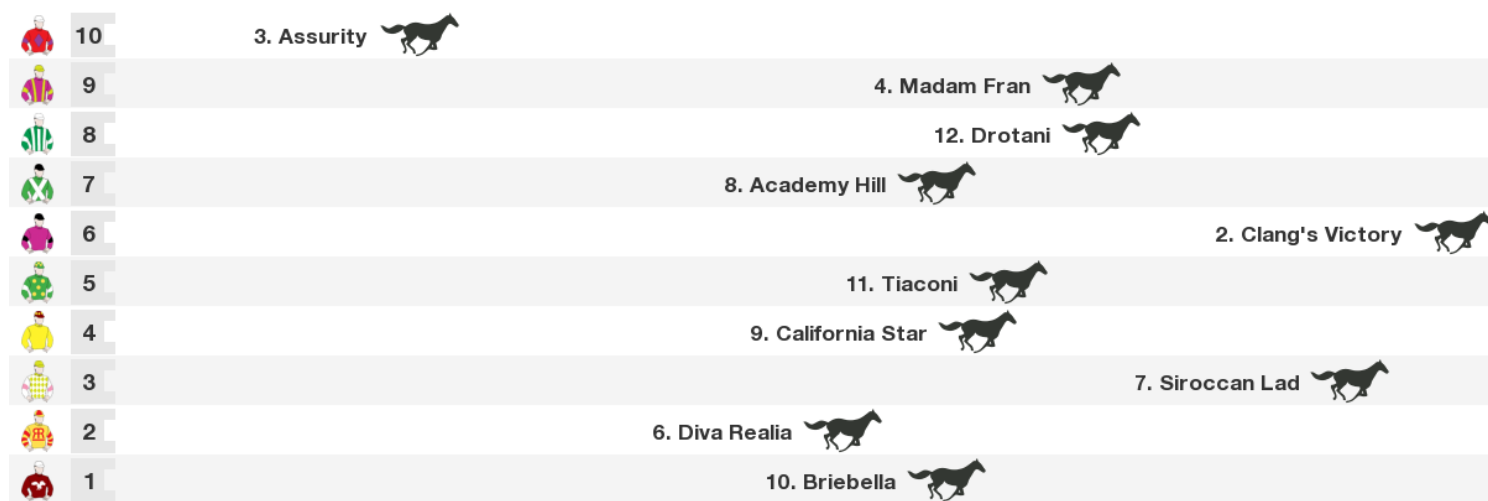 10 3. Assurity
9 4. Madam Fran
8 12. Drotani
7 8. Academy Hill
6 2. Clang's Victory
5 11. Tiaconi
4 9. California Star
3 7. Siroccan Lad
2 6. Diva Realia
1 10. Briebella